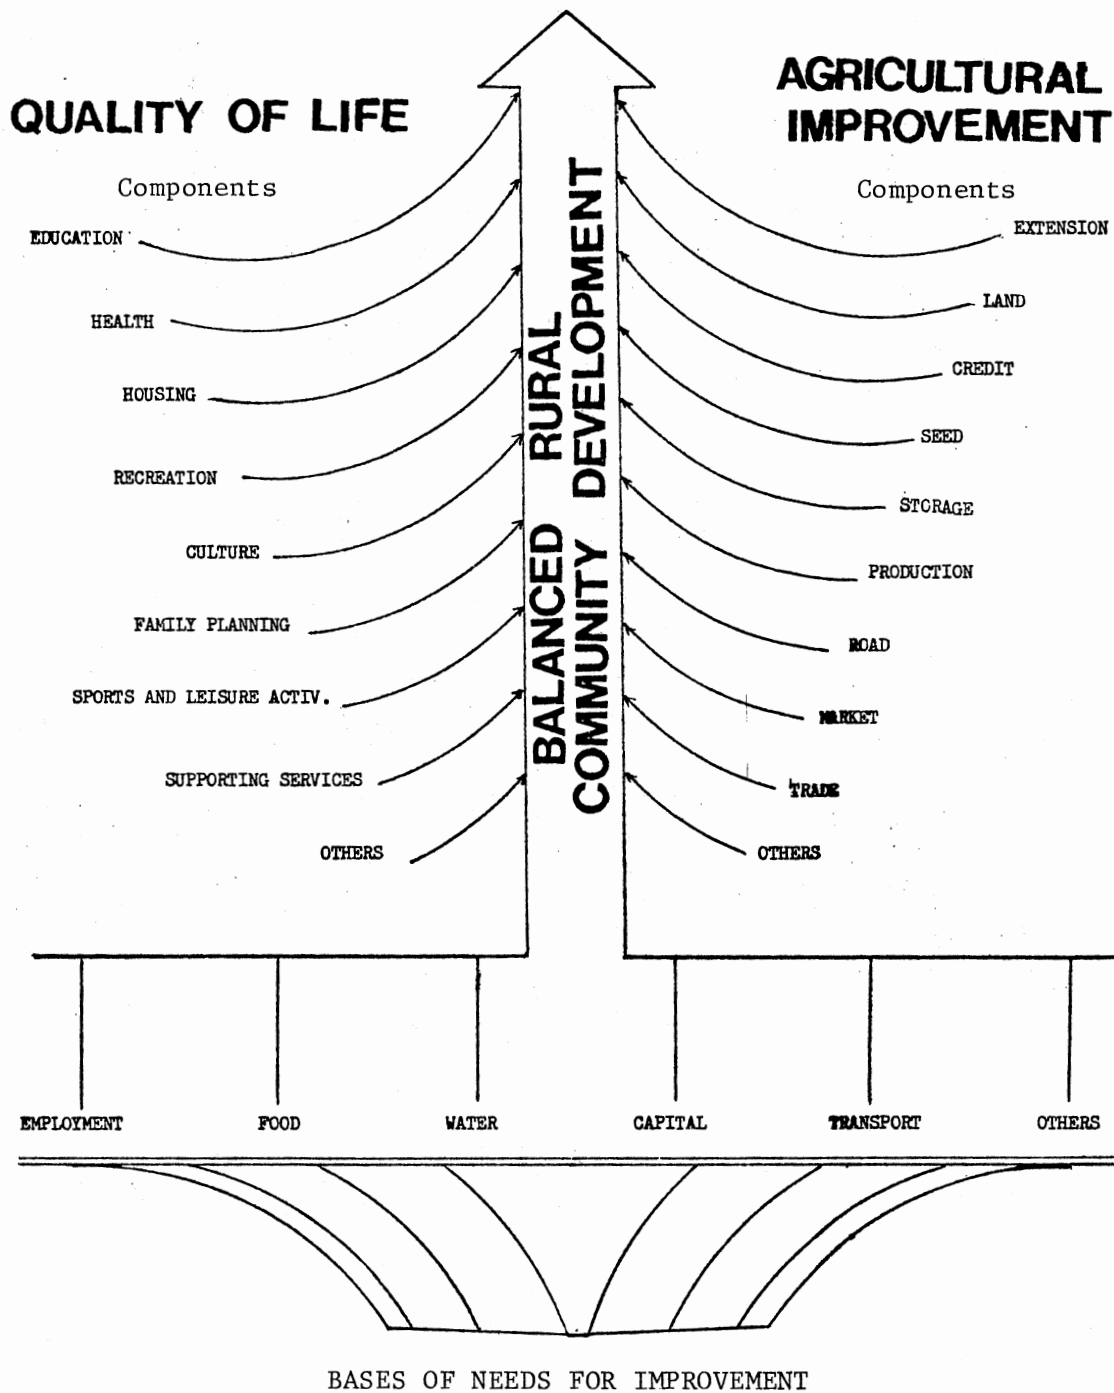 QUALITY OF LIFE
Components
EDUCATION
HEALTH
HOUSING
RECREATION
CULTURE
FAMILY PLANNING
SPORTS AND LEISURE ACTIV.
SUPPORTING SERVICES
OTHERS
BALANCED RURAL
COMMUNITY DEVELOPMENT
AGRICULTURAL
IMPROVEMENT
Components
EXTENSION
LAND
CREDIT
SEED
STORAGE
PRODUCTION
ROAD
MARKET
TRADE
OTHERS
EMPLOYMENT FOOD WATER CAPITAL TRANSPORT OTHERS
BASES OF NEEDS FOR IMPROVEMENT